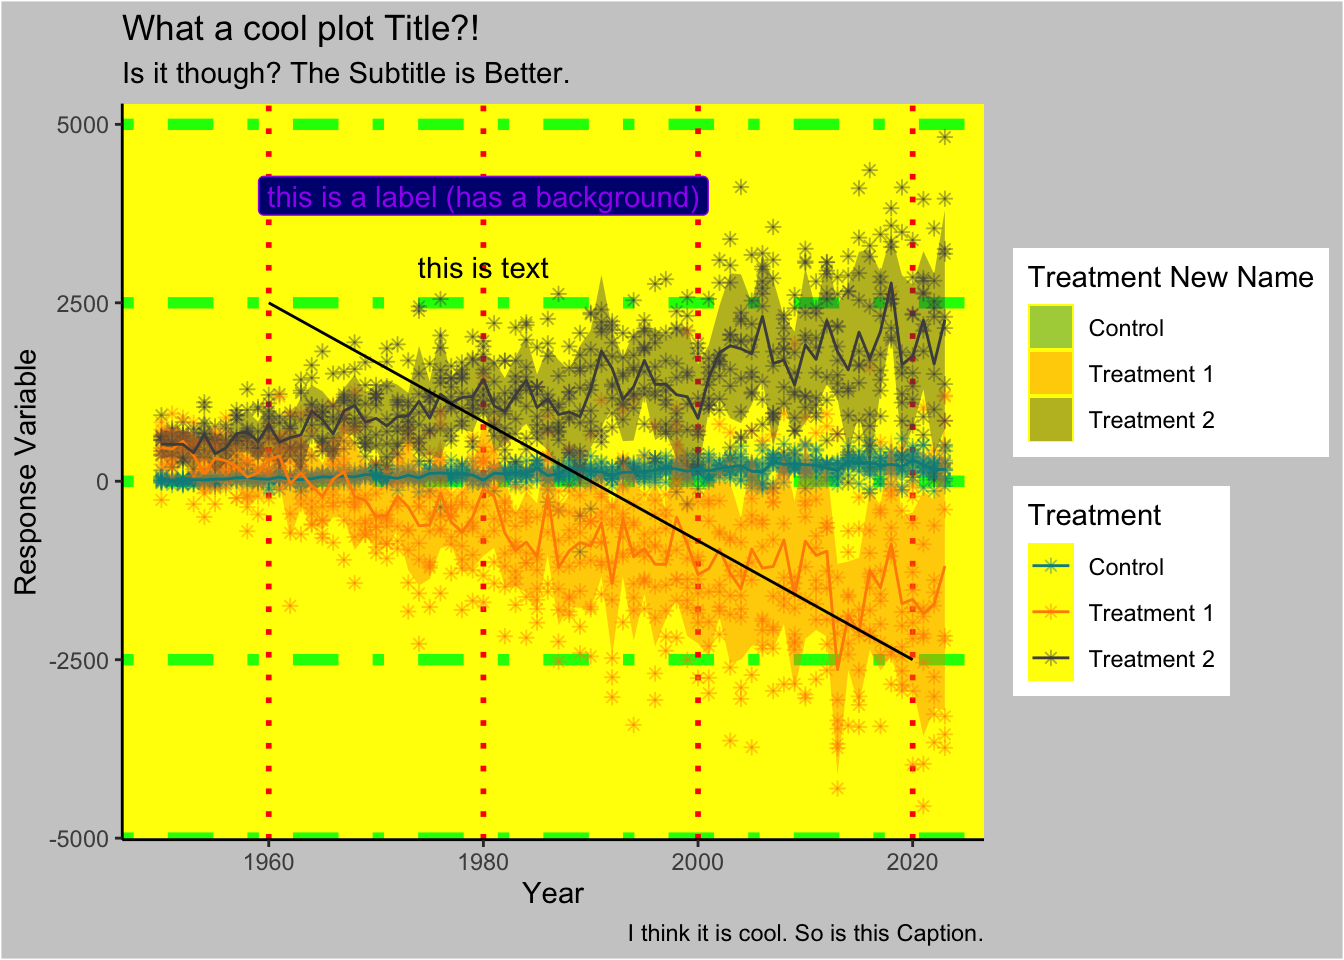 What a cool plot Title?!
Is it though? The Subtitle is Better.
5000
2500
0
-2500
-5000
Response Variable
this is a label (has a background)
this is text
1960
1980
2000
2020
Year
I think it is cool. So is this Caption.
Treatment New Name
Control
Treatment 1
Treatment 2
Treatment
Control
Treatment 1
Treatment 2